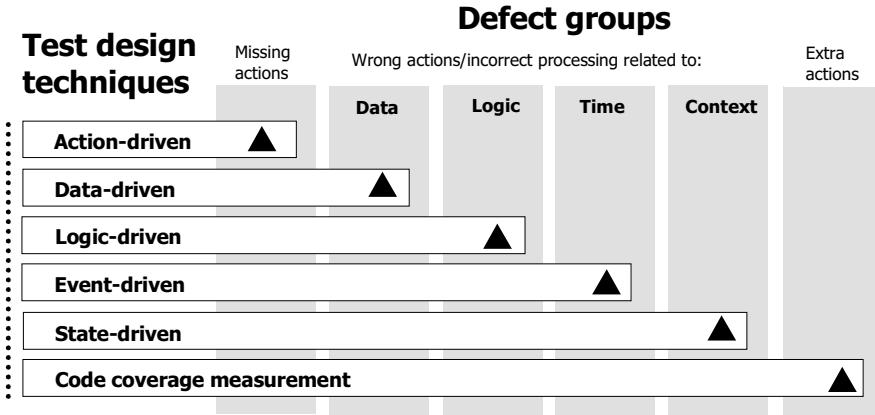 Defect groups
Test design
techniques
Missing
actions
Wrong actions/incorrect processing related to:
Extra
actions
Data
Logic
Time
Context
Action-driven
Data-driven
Logic-driven
Event-driven
State-driven
Code coverage measurement